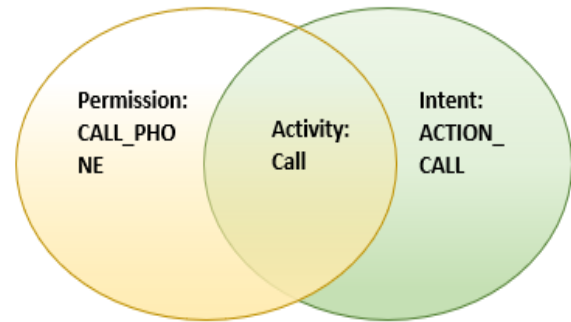 Permission:
CALL_PHO
NE
Activity:
Call
Intent:
ACTION_
CALL